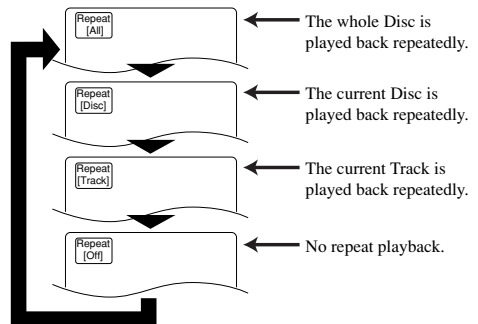 Repeat
[All]
The whole Disc is
played back repeatedly.
Repeat
[Disc]
The current Disc is
played back repeatedly.
Repeat
[Track]
The current Track is
played back repeatedly.
Repeat
[Off]
No repeat playback.